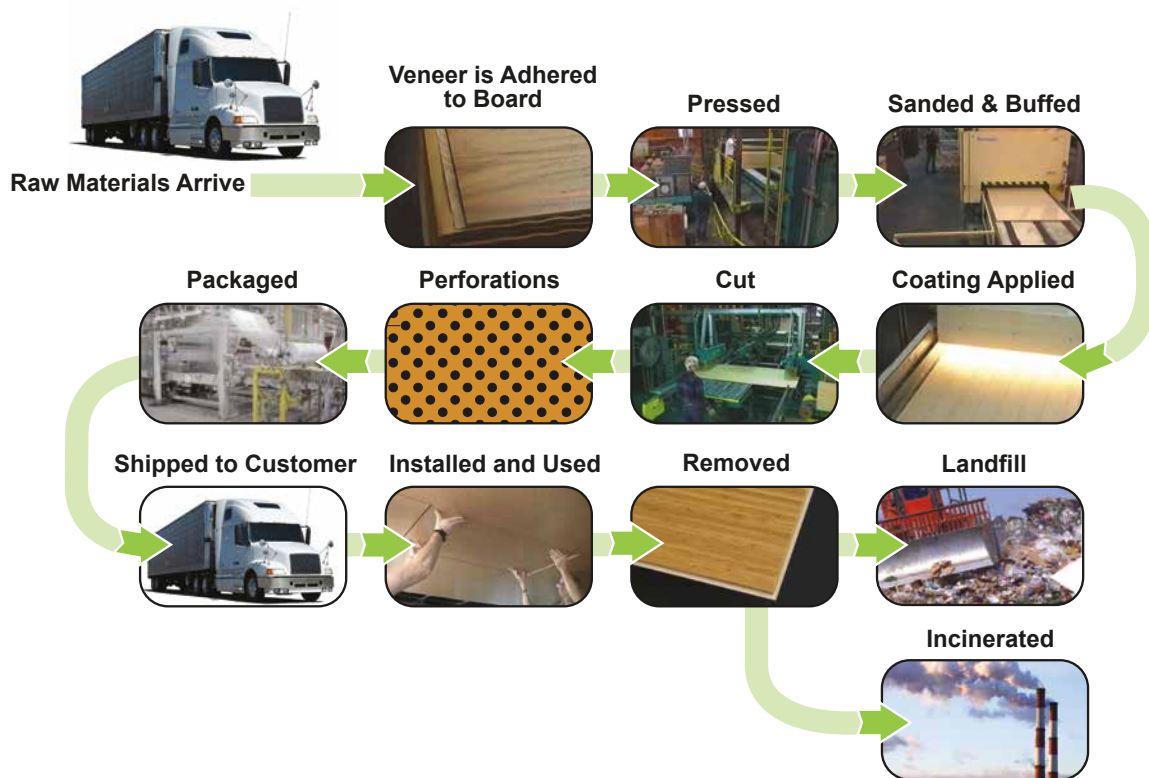 Raw Materials Arrive
Veneer is Adhered
to Board
Pressed
Sanded & Buffed
Coating Applied
Cut
Perforations
Packaged
Shipped to Customer
Installed and Used
Removed
Landfill
Incinerated